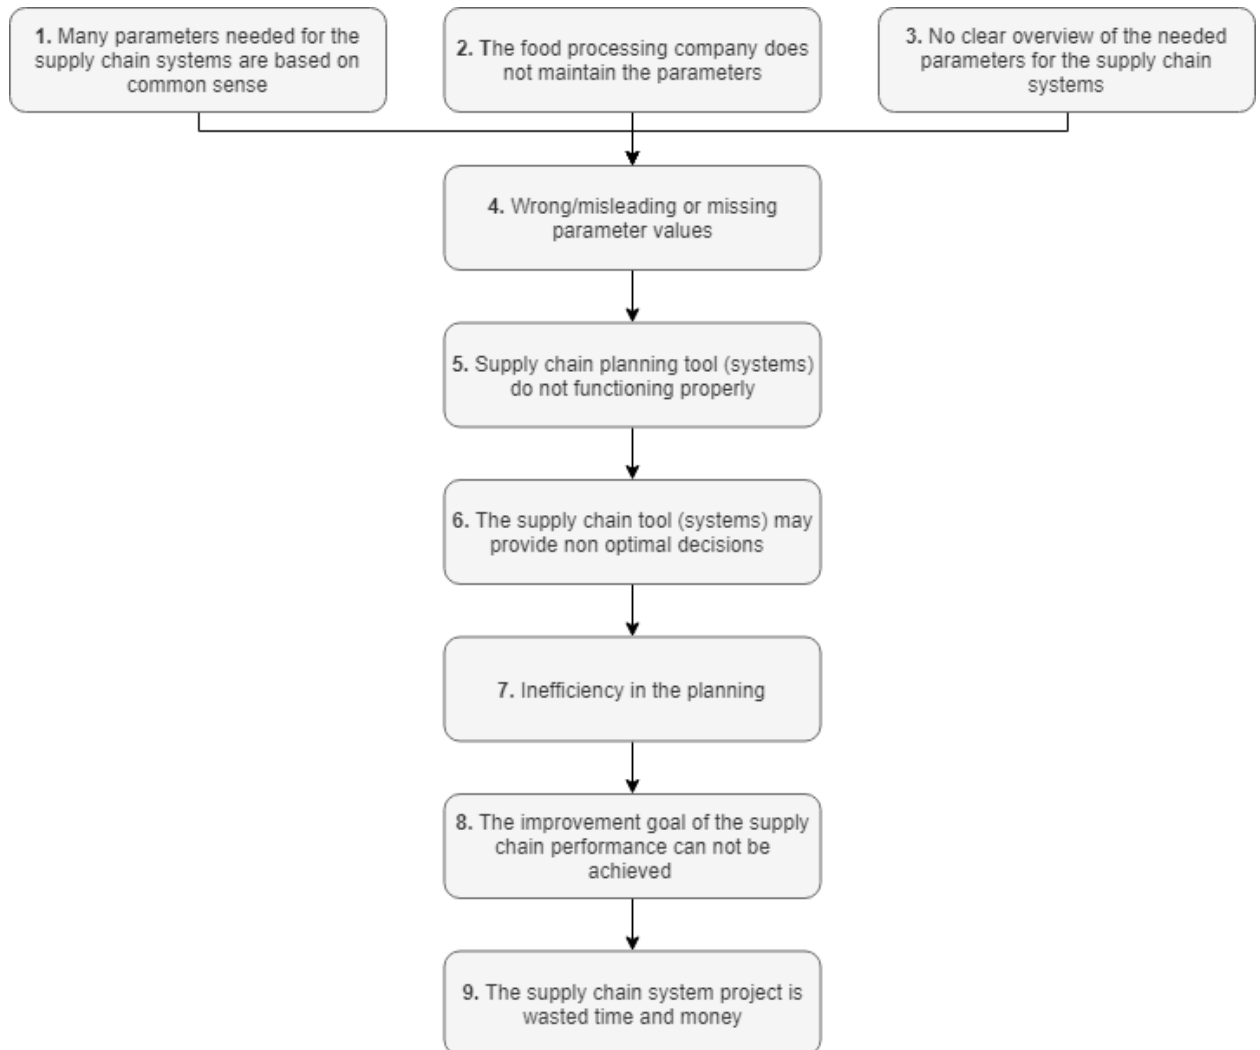 1. Many parameters needed for the
supply chain systems are based on
common sense
2. The food processing company does
not maintain the parameters
3. No clear overview of the needed
parameters for the supply chain
systems
4. Wrong/misleading or missing
parameter values
5. Supply chain planning tool (systems)
do not functioning properly
6. The supply chain tool (systems) may
provide non optimal decisions
7. Inefficiency in the planning
8. The improvement goal of the supply
chain performance can not be
achieved
9. The supply chain system project is
wasted time and money